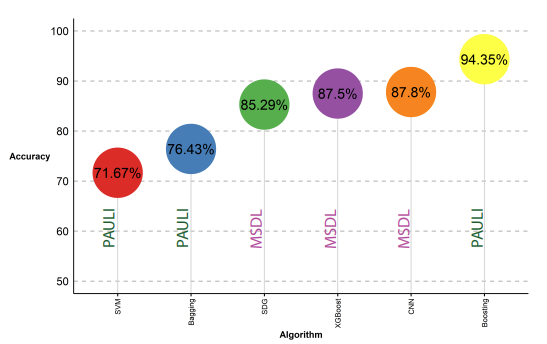 100
90
80
70
60
50
Accuracy
71.67%
76.43%
85.29%
87.5%
87.8%
94.35%
PAULI
PAULI
MSDL
MSDL
MSDL
PAULI
SVM
Bagging
SDG
XGBoost
CNN
Boosting
Algorithm